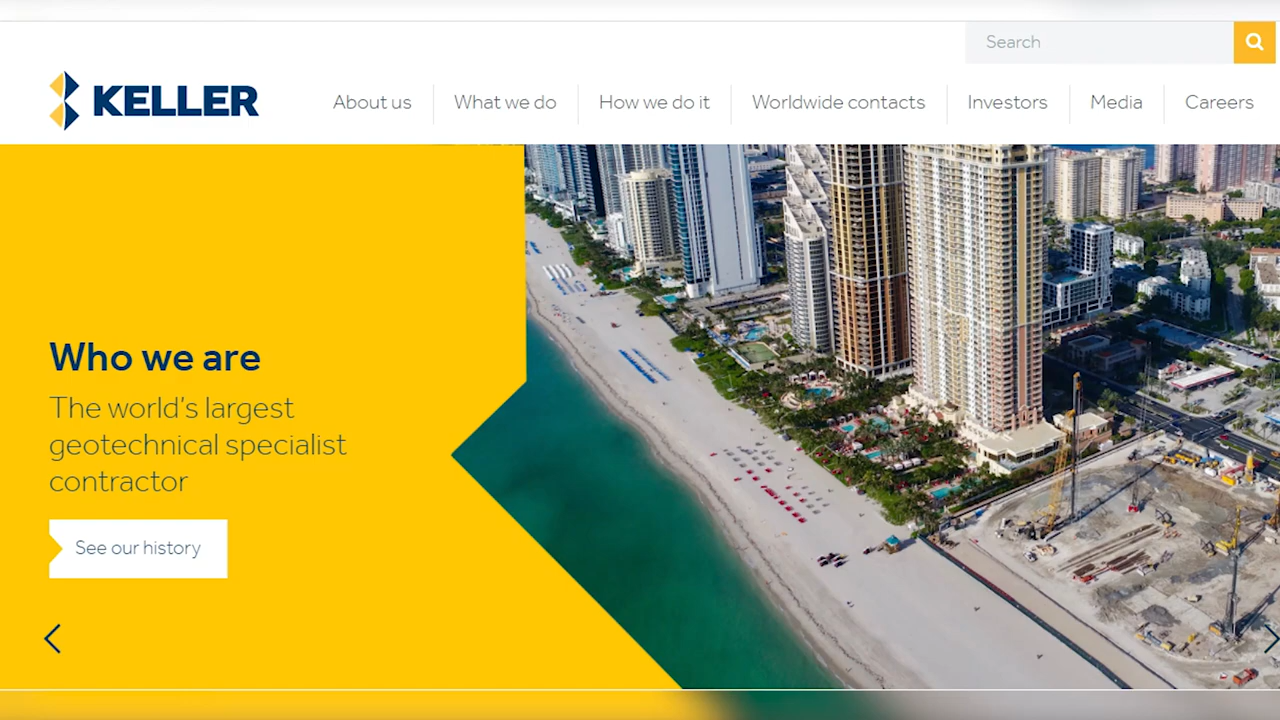 Search
KELLER
About us
What we do
How we do it
Worldwide contacts
Investors
Media
Careers
Who we are
The world's largest
geotechnical specialist
contractor
See our history